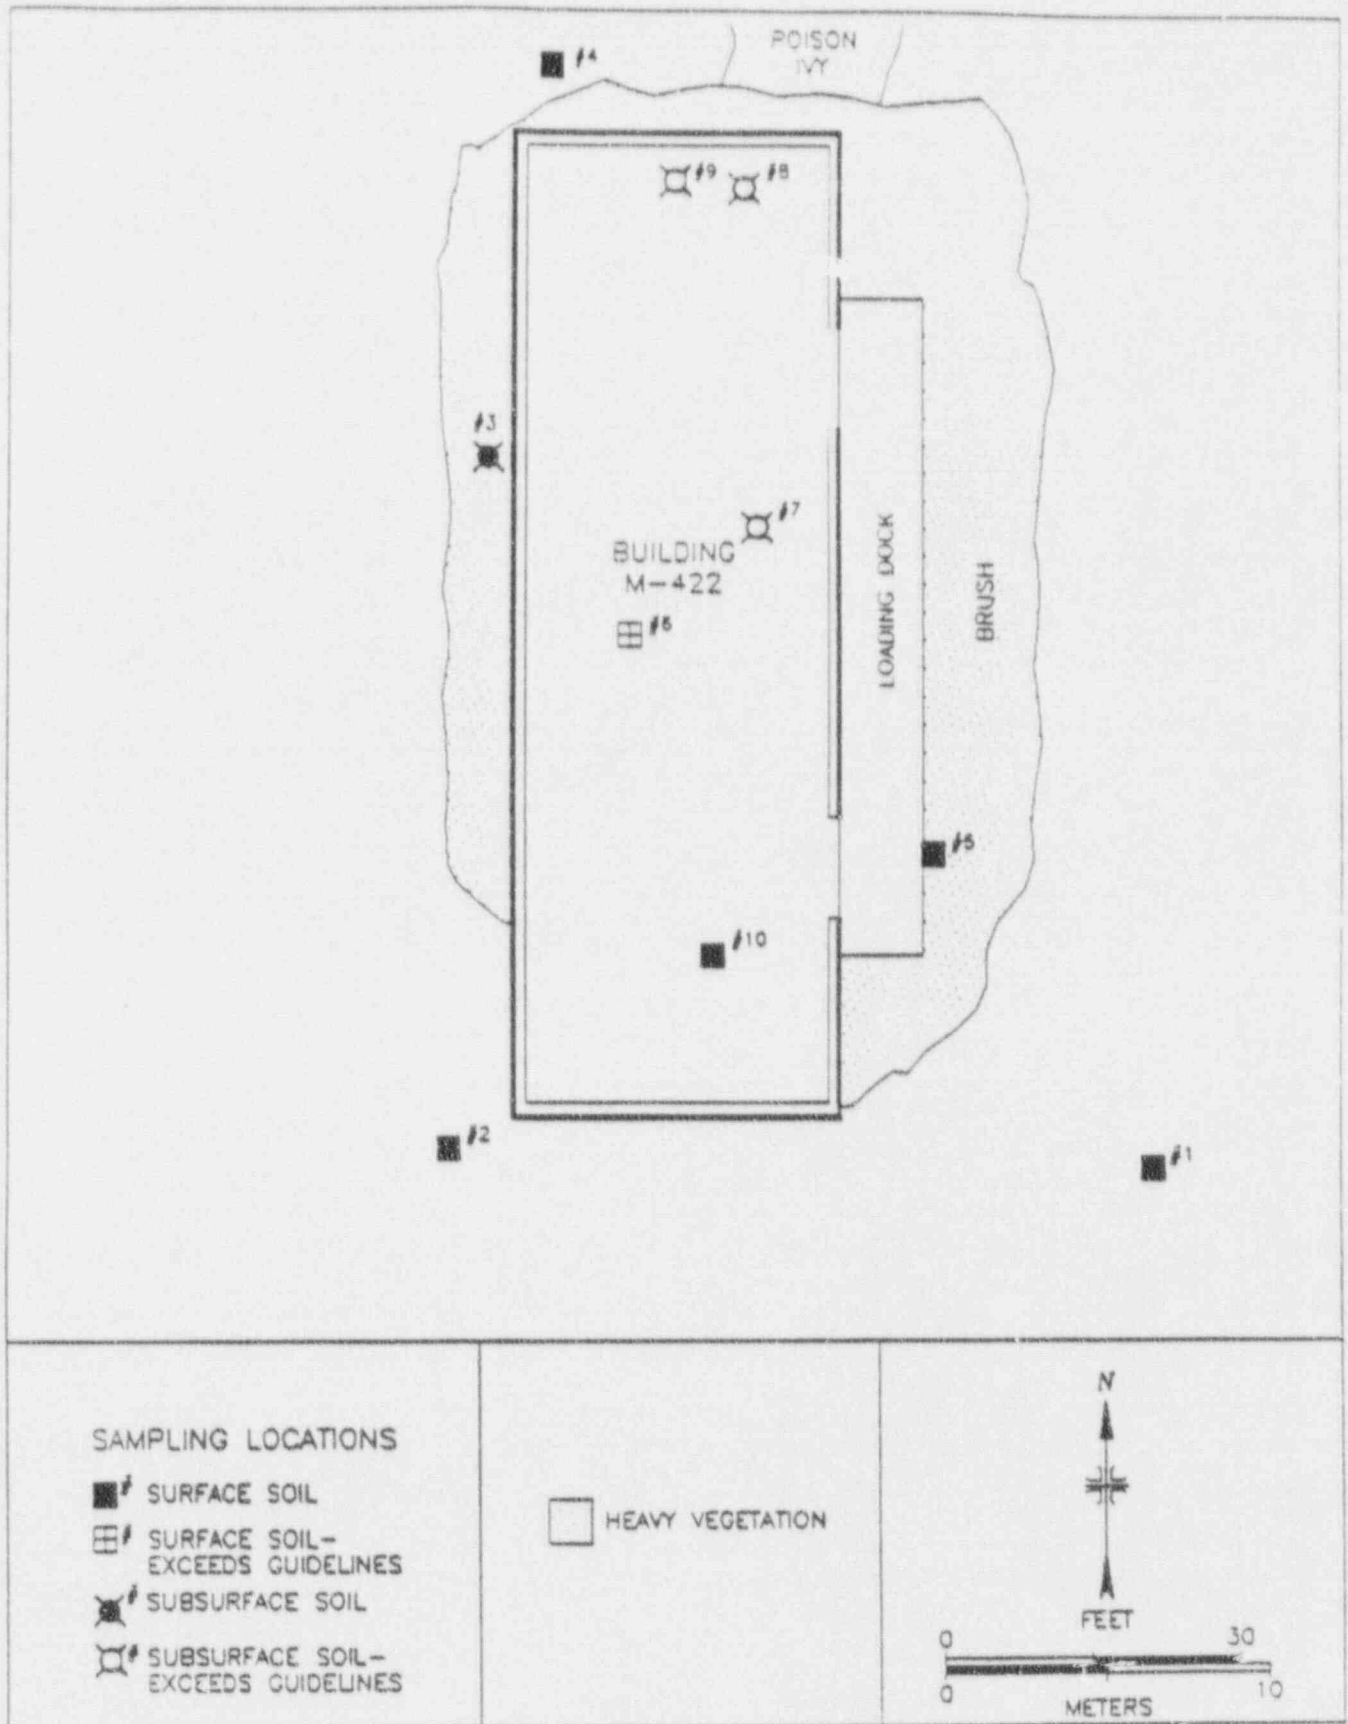 #4
POISON
IVY
#9
#8
#3
#7
BUILDING
M-422
#6
LOADING DOCK
BRUSH
#5
#10
#2
#1
SAMPLING LOCATIONS
# SURFACE SOIL
# SURFACE SOIL-
EXCEEDS GUIDELINES
# SUBSURFACE SOIL
# SUBSURFACE SOIL-
EXCEEDS GUIDELINES
HEAVY VEGETATION
N
FEET
0 30
0 10
METERS